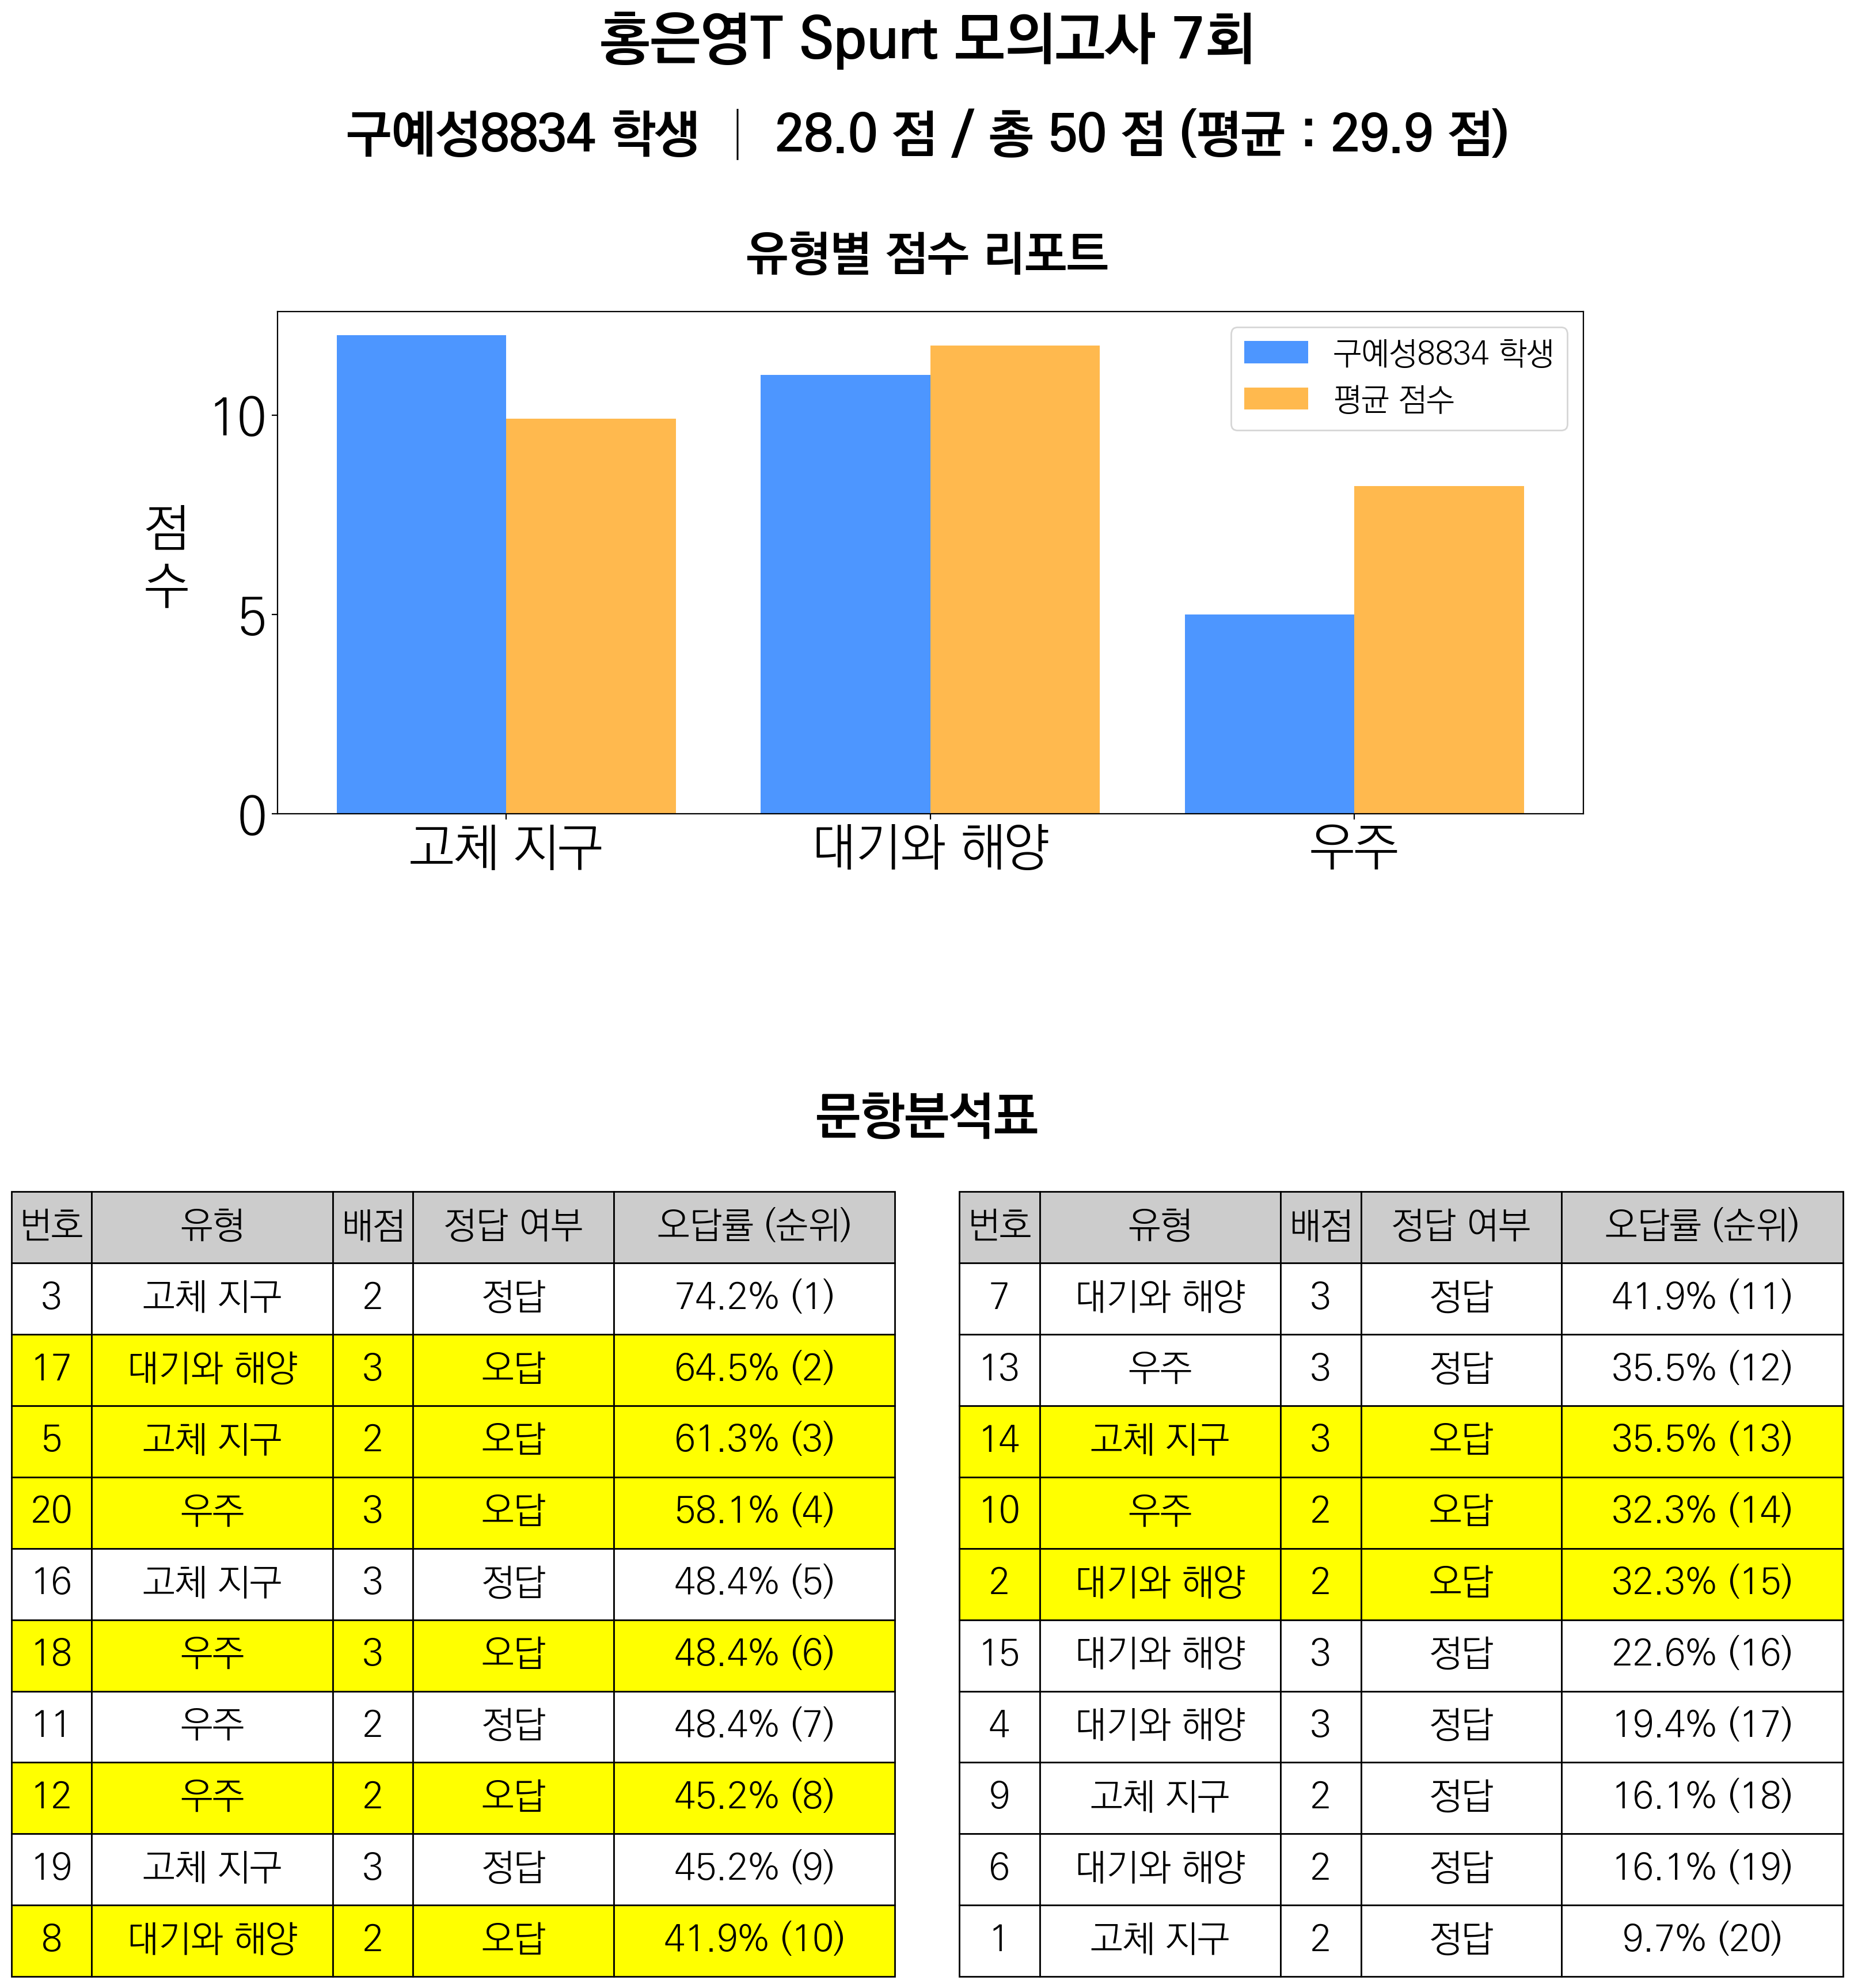 홍은영T Spurt 모의고사 7회
구예성8834 학생 │ 28.0 점 / 총 50 점 (평균 : 29.9 점)
유형별 점수 리포트
구예성8834 학생
평균 점수
점
수
10
5
0
고체 지구
대기와 해양
우주
문항분석표
번호 유형 배점 정답 여부 오답률 (순위)
3 고체 지구 2 정답 74.2% (1)
17 대기와 해양 3 오답 64.5% (2)
5 고체 지구 2 오답 61.3% (3)
20 우주 3 오답 58.1% (4)
16 고체 지구 3 정답 48.4% (5)
18 우주 3 오답 48.4% (6)
11 우주 2 정답 48.4% (7)
12 우주 2 오답 45.2% (8)
19 고체 지구 3 정답 45.2% (9)
8 대기와 해양 2 오답 41.9% (10)
번호 유형 배점 정답 여부 오답률 (순위)
7 대기와 해양 3 정답 41.9% (11)
13 우주 3 정답 35.5% (12)
14 고체 지구 3 오답 35.5% (13)
10 우주 2 오답 32.3% (14)
2 대기와 해양 2 오답 32.3% (15)
15 대기와 해양 3 정답 22.6% (16)
4 대기와 해양 3 정답 19.4% (17)
9 고체 지구 2 정답 16.1% (18)
6 대기와 해양 2 정답 16.1% (19)
1 고체 지구 2 정답 9.7% (20)